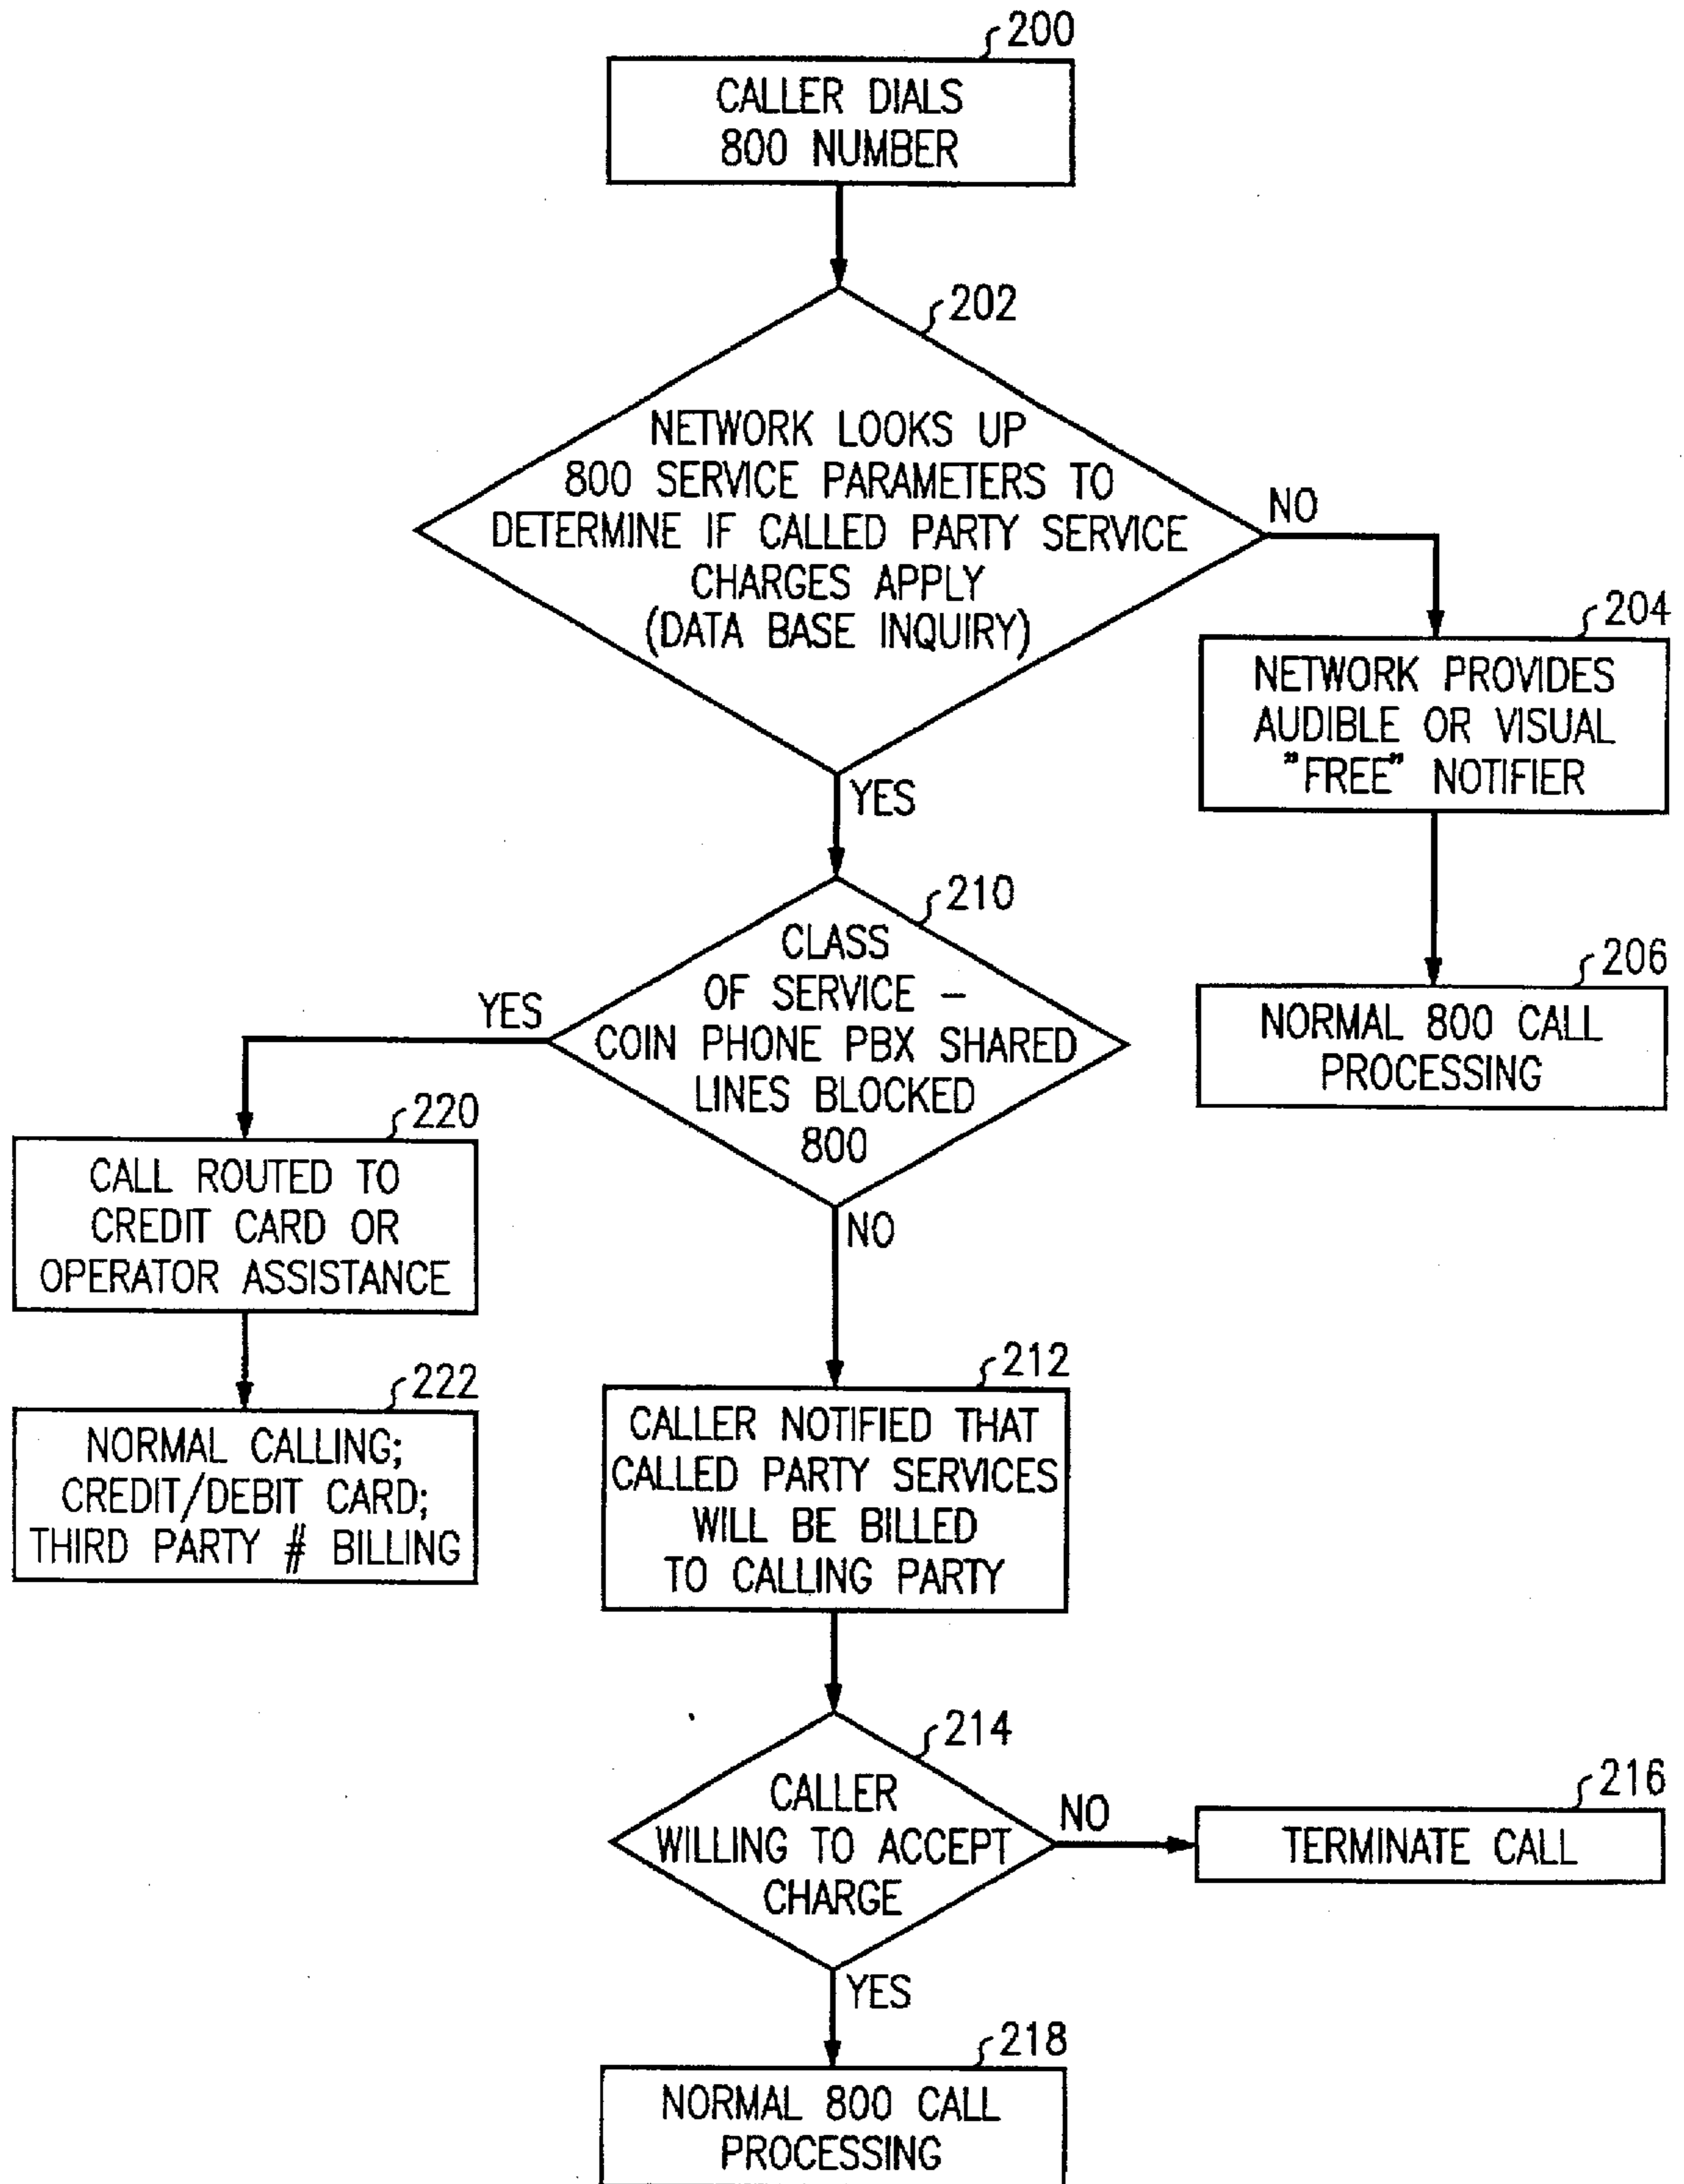 200
CALLER DIALS
800 NUMBER
202
NETWORK LOOKS UP
800 SERVICE PARAMETERS TO
DETERMINE IF CALLED PARTY SERVICE
CHARGES APPLY
(DATA BASE INQUIRY)
NO
YES
204
NETWORK PROVIDES
AUDIBLE OR VISUAL
"FREE" NOTIFIER
206
NORMAL 800 CALL
PROCESSING
210
CLASS
OF SERVICE –
COIN PHONE PBX SHARED
LINES BLOCKED
800
YES
NO
220
CALL ROUTED TO
CREDIT CARD OR
OPERATOR ASSISTANCE
222
NORMAL CALLING;
CREDIT/DEBIT CARD;
THIRD PARTY # BILLING
212
CALLER NOTIFIED THAT
CALLED PARTY SERVICES
WILL BE BILLED
TO CALLING PARTY
214
CALLER
WILLING TO ACCEPT
CHARGE
NO
216
TERMINATE CALL
YES
218
NORMAL 800 CALL
PROCESSING